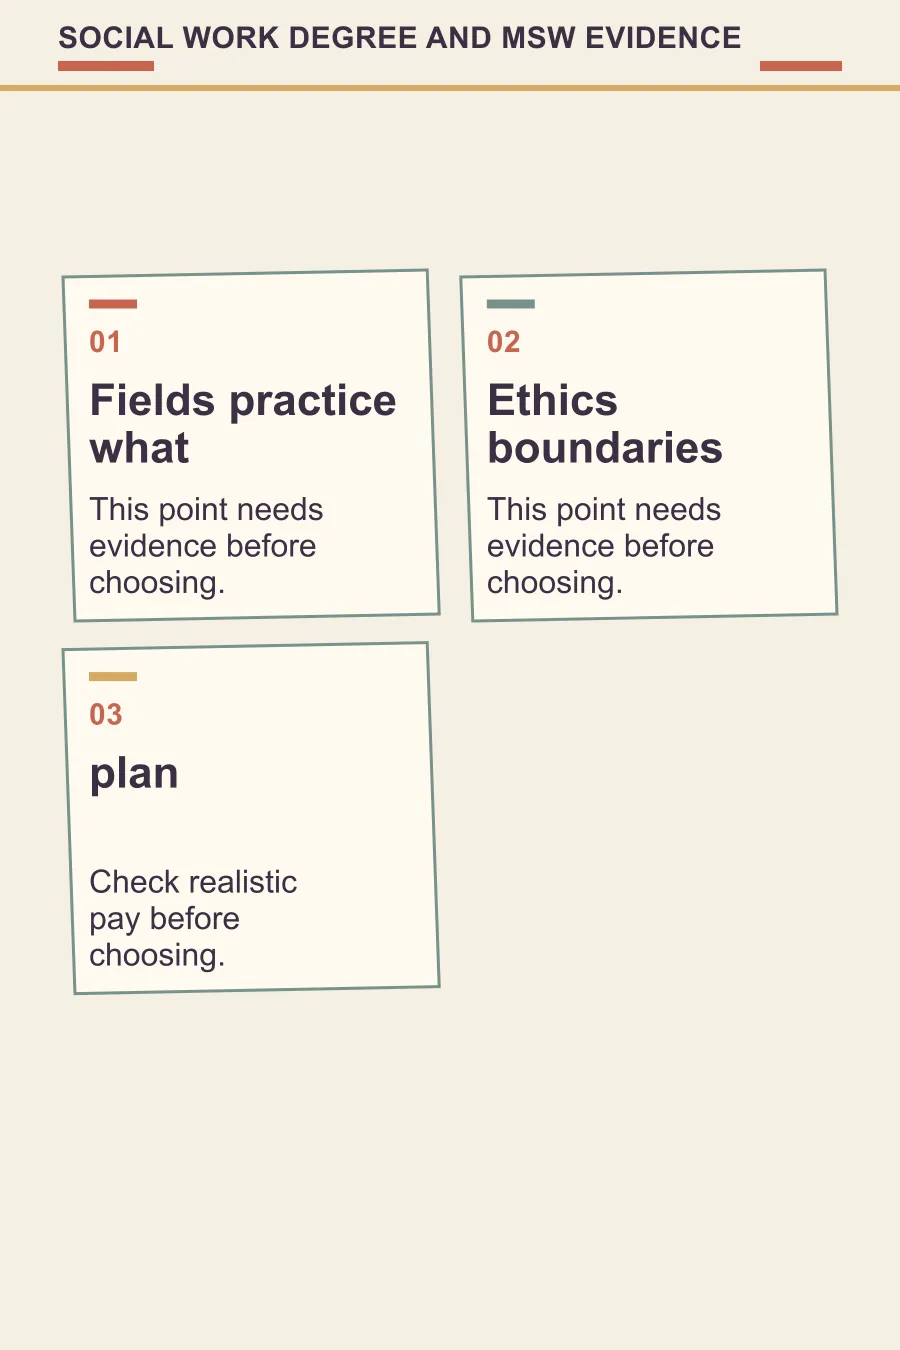 SOCIAL WORK DEGREE AND MSW EVIDENCE
01
Fields practice
what
This point needs
evidence before
choosing.
02
Ethics
boundaries
This point needs
evidence before
choosing.
03
plan
Check realistic
pay before
choosing.